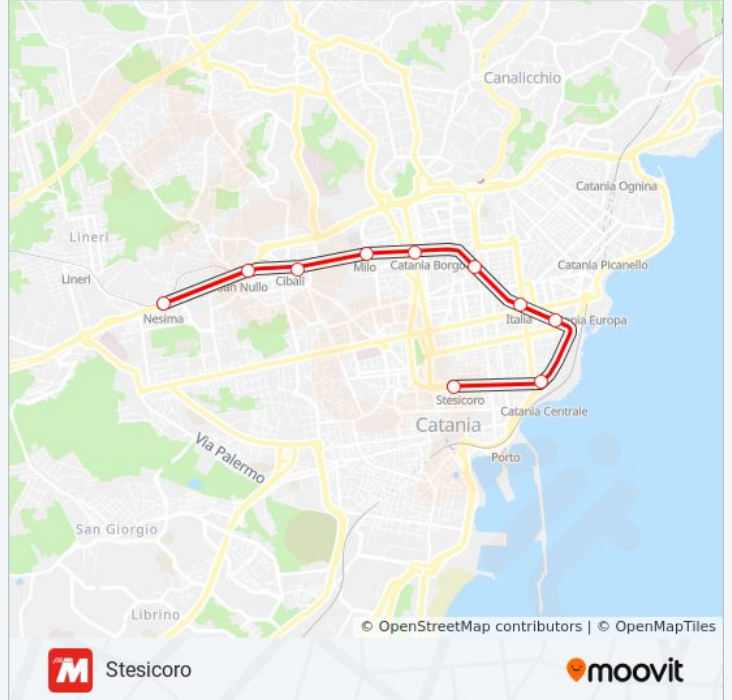 Canalicchio
Catania Ognina
Lineri
Lineri
Catania Picanello
Milo
Catania Borgo
Cibali
San Nullo
Nesima
Italia
ania Europa
Stesicoro
Catania Centrale
Catania
Via Palermo
Porto
San Giorgio
Librino
© OpenStreetMap contributors | © OpenMapTiles
M
Stesicoro
moovit